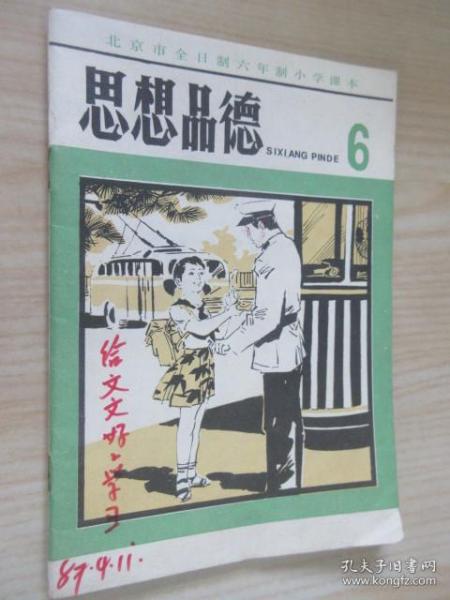 北京市全日制六年制小学课本
思想品德
SIXIANG PINDE
6
给文文好好学习
87.4.11.
孔夫子旧书网
www.kongfz.com